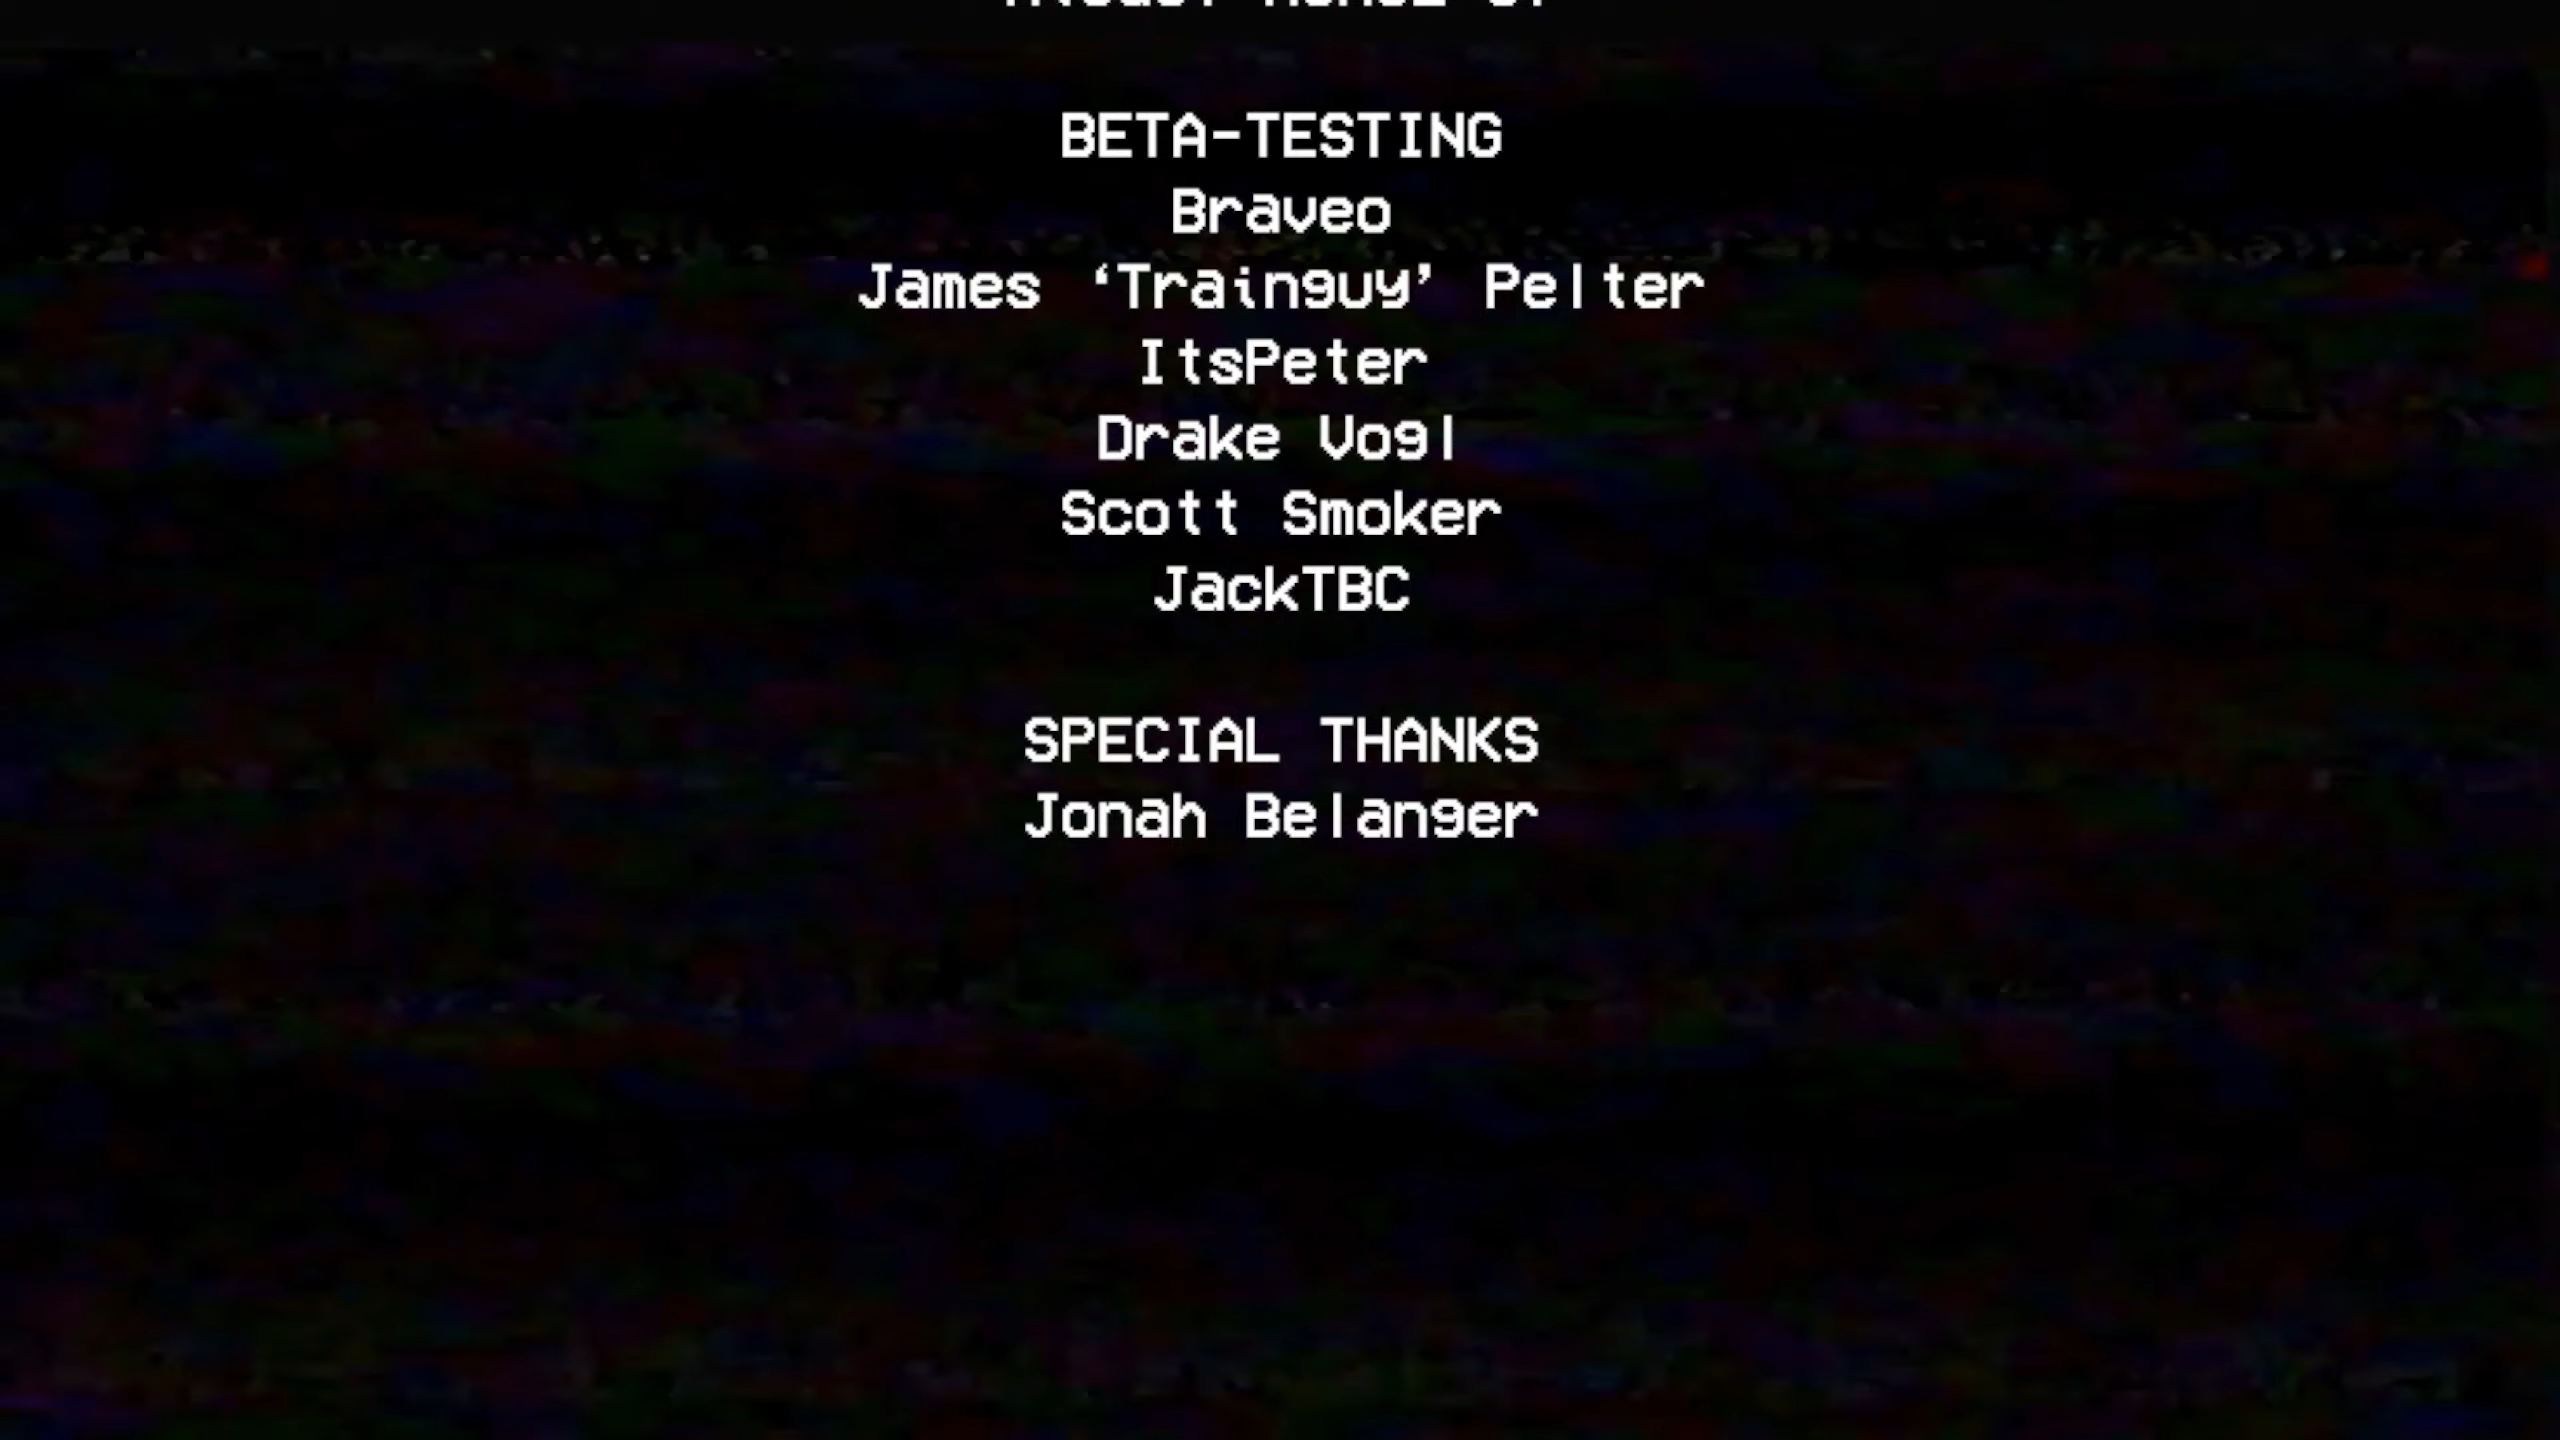 BETA-TESTING
Braveo
James ‘Trainguy’ Pelter
ItsPeter
Drake Vogl
Scott Smoker
JackTBC
SPECIAL THANKS
Jonah Belanger